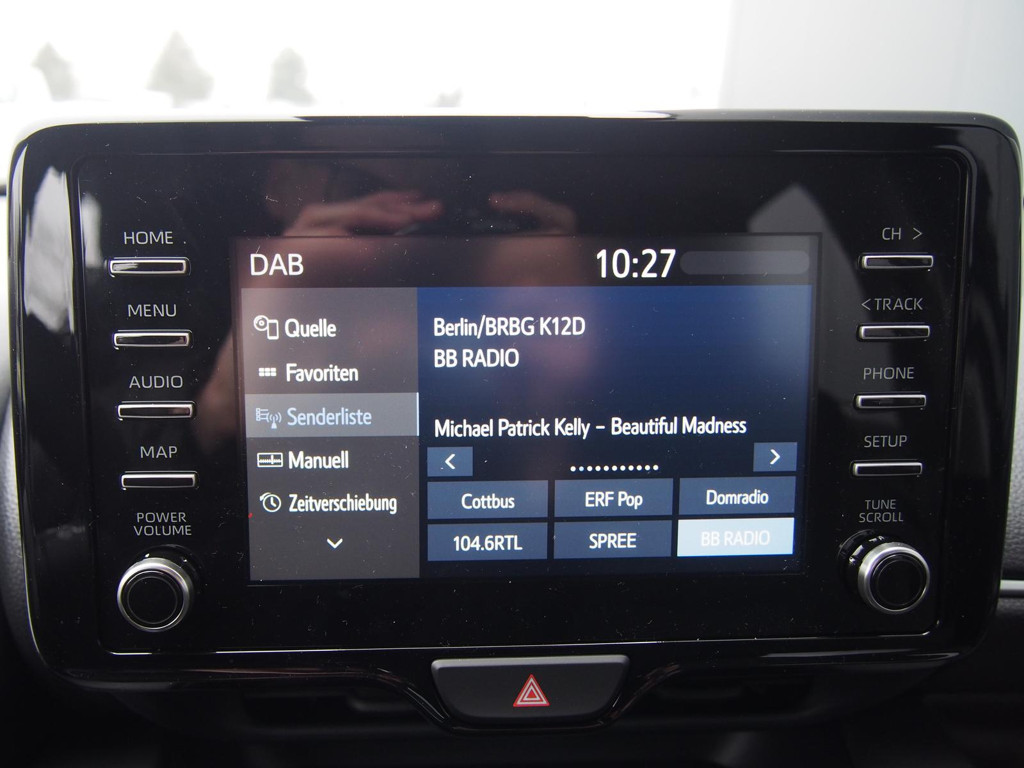 HOME
MENU
AUDIO
MAP
POWER
VOLUME
DAB
10:27
Quelle
Favoriten
Senderliste
Manuell
Zeitverschiebung
Berlin/BRBG K12D
BB RADIO
Michael Patrick Kelly – Beautiful Madness
< >
Cottbus ERF Pop Domradio
104.6RTL SPREE BB RADIO
CH >
< TRACK
PHONE
SETUP
TUNE
SCROLL